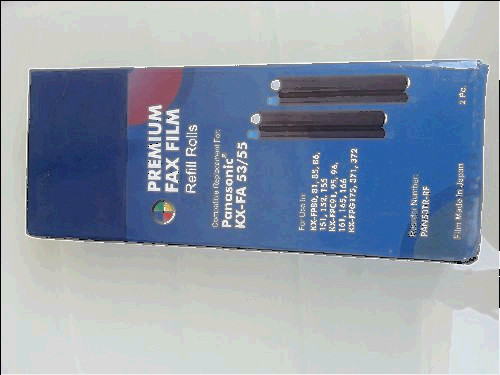 PREMIUM
FAX FILM
Refill Rolls
Compatible Replacement For:
Panasonic®
KX-FA 53/55
For Use In:
KX-FP80, 81, 85, 86,
151, 152, 155
KX-FPC91, 95, 96,
161, 165, 166
KX-FPG175, 371, 372
2 Pc.
Reorder Number:
PAN53TR-RF
Film Made In Japan